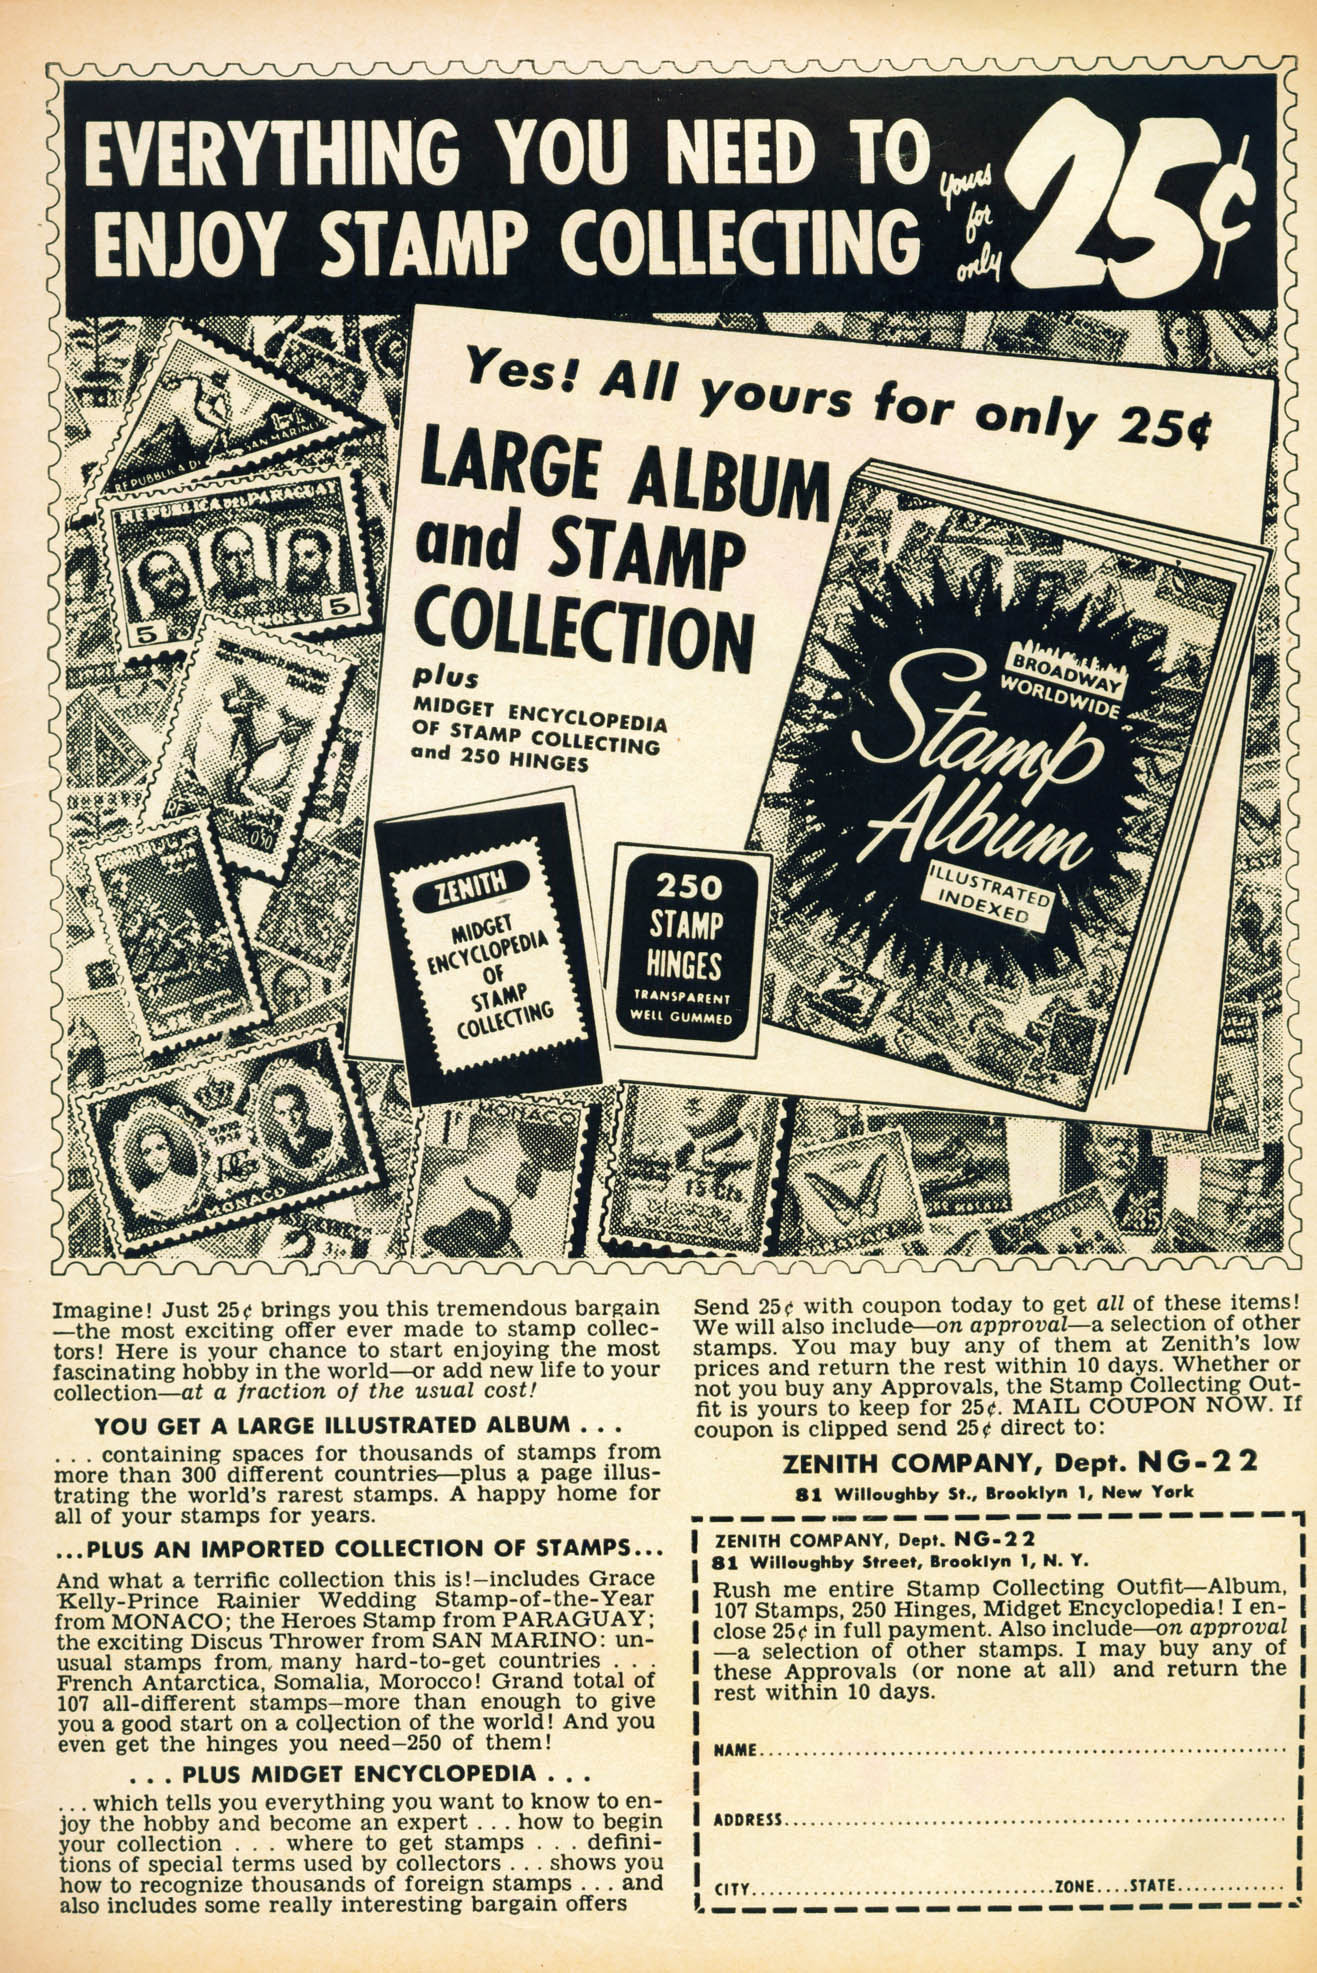 EVERYTHING YOU NEED TO
ENJOY STAMP COLLECTING
yours
for
only
25¢
Yes! All yours for only 25¢
LARGE ALBUM
and STAMP
COLLECTION
plus
MIDGET ENCYCLOPEDIA
OF STAMP COLLECTING
and 250 HINGES
BROADWAY
WORLDWIDE
Stamp
Album
ILLUSTRATED
INDEXED
ZENITH
MIDGET
ENCYCLOPEDIA
OF
STAMP
COLLECTING
250
STAMP
HINGES
TRANSPARENT
WELL GUMMED
REPUBBLICA DI SAN MARINO
REPUBLICA DEL PARAGUAY
5
5
RF
0,50
1956
MONACO
MONACO
15 Cts.
Imagine! Just 25¢ brings you this tremendous bargain
—the most exciting offer ever made to stamp collec-
tors! Here is your chance to start enjoying the most
fascinating hobby in the world—or add new life to your
collection—at a fraction of the usual cost!
YOU GET A LARGE ILLUSTRATED ALBUM . . .
. . . containing spaces for thousands of stamps from
more than 300 different countries—plus a page illus-
trating the world's rarest stamps. A happy home for
all of your stamps for years.
...PLUS AN IMPORTED COLLECTION OF STAMPS...
And what a terrific collection this is!—includes Grace
Kelly-Prince Rainier Wedding Stamp-of-the-Year
from MONACO; the Heroes Stamp from PARAGUAY;
the exciting Discus Thrower from SAN MARINO: un-
usual stamps from many hard-to-get countries . . .
French Antarctica, Somalia, Morocco! Grand total of
107 all-different stamps—more than enough to give
you a good start on a collection of the world! And you
even get the hinges you need—250 of them!
. . . PLUS MIDGET ENCYCLOPEDIA . . .
. . . which tells you everything you want to know to en-
joy the hobby and become an expert . . . how to begin
your collection . . . where to get stamps . . . defini-
tions of special terms used by collectors . . . shows you
how to recognize thousands of foreign stamps . . . and
also includes some really interesting bargain offers
Send 25¢ with coupon today to get all of these items!
We will also include—on approval—a selection of other
stamps. You may buy any of them at Zenith's low
prices and return the rest within 10 days. Whether or
not you buy any Approvals, the Stamp Collecting Out-
fit is yours to keep for 25¢. MAIL COUPON NOW. If
coupon is clipped send 25¢ direct to:
ZENITH COMPANY, Dept. NG-22
81 Willoughby St., Brooklyn 1, New York
ZENITH COMPANY, Dept. NG-22
81 Willoughby Street, Brooklyn 1, N. Y.
Rush me entire Stamp Collecting Outfit—Album,
107 Stamps, 250 Hinges, Midget Encyclopedia! I en-
close 25¢ in full payment. Also include—on approval
—a selection of other stamps. I may buy any of
these Approvals (or none at all) and return the
rest within 10 days.
NAME
ADDRESS
CITY ZONE STATE